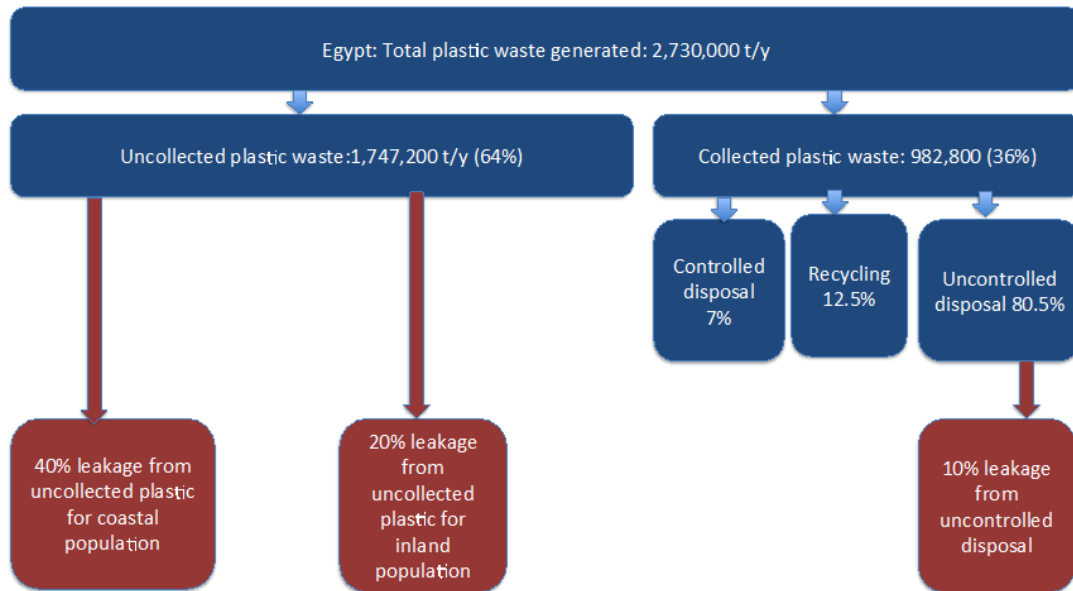 Egypt: Total plastic waste generated: 2,730,000 t/y
Uncollected plastic waste:1,747,200 t/y (64%)
Collected plastic waste: 982,800 (36%)
Controlled
disposal
7%
Recycling
12.5%
Uncontrolled
disposal 80.5%
40% leakage from
uncollected plastic
for coastal
population
20% leakage
from
uncollected
plastic for
inland
population
10% leakage
from
uncontrolled
disposal